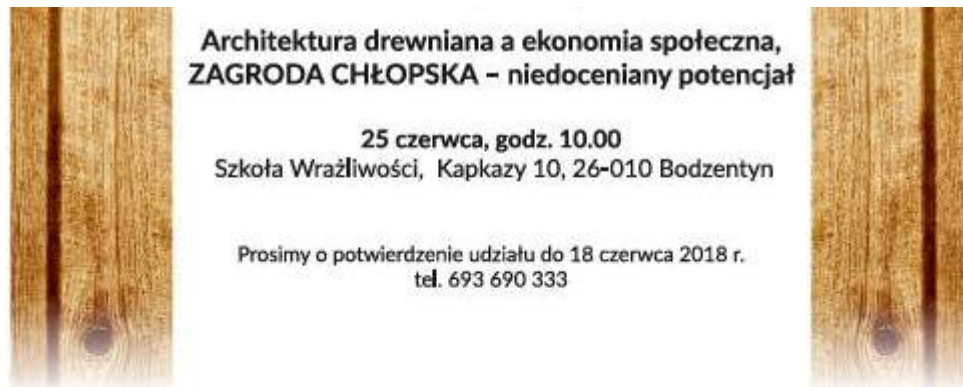 Architektura drewniana a ekonomia społeczna,
ZAGRODA CHŁOPSKA – niedoceniany potencjał
25 czerwca, godz. 10.00
Szkoła Wrażliwości, Kapkazy 10, 26-010 Bodzentyn
Prosimy o potwierdzenie udziału do 18 czerwca 2018 r.
tel. 693 690 333